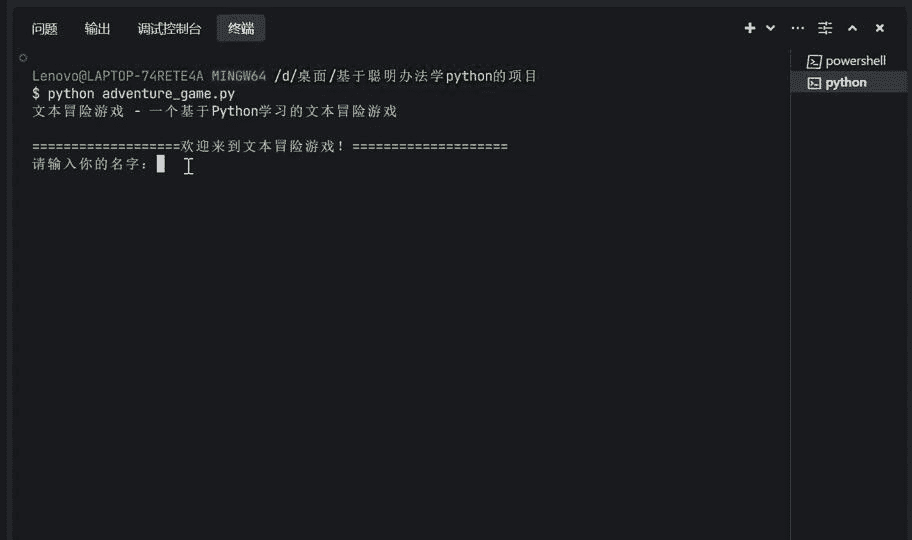 问题 输出 调试控制台 终端
powershell
python
Lenovo@LAPTOP-74RETE4A MINGW64 /d/桌面/基于聪明办法学python的项目
$ python adventure_game.py
文本冒险游戏 - 一个基于Python学习的文本冒险游戏
===================欢迎来到文本冒险游戏! ====================
请输入你的名字: